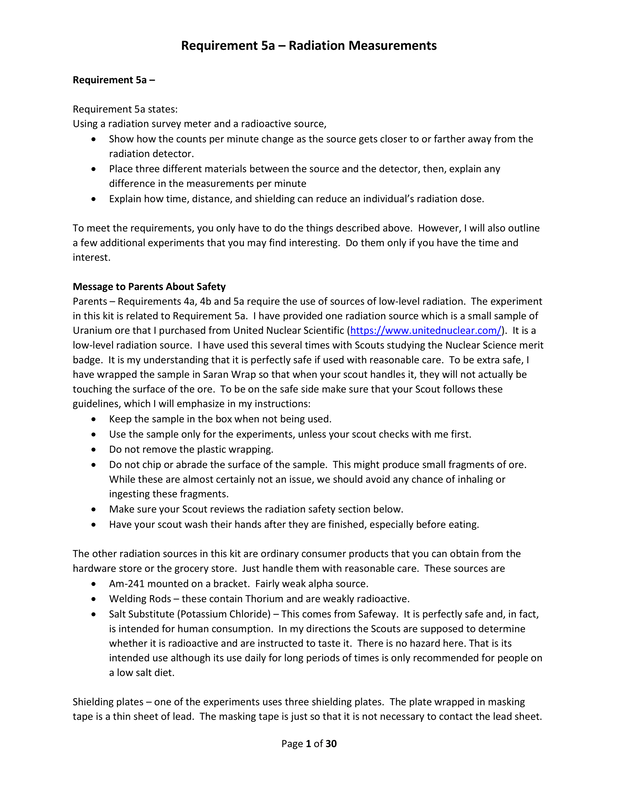 Requirement 5a – Radiation Measurements
Requirement 5a –
Requirement 5a states:
Using a radiation survey meter and a radioactive source,
• Show how the counts per minute change as the source gets closer to or farther away from the
radiation detector.
• Place three different materials between the source and the detector, then, explain any
difference in the measurements per minute
• Explain how time, distance, and shielding can reduce an individual's radiation dose.
To meet the requirements, you only have to do the things described above. However, I will also outline
a few additional experiments that you may find interesting. Do them only if you have the time and
interest.
Message to Parents About Safety
Parents – Requirements 4a, 4b and 5a require the use of sources of low-level radiation. The experiment
in this kit is related to Requirement 5a. I have provided one radiation source which is a small sample of
Uranium ore that I purchased from United Nuclear Scientific (https://www.unitednuclear.com/). It is a
low-level radiation source. I have used this several times with Scouts studying the Nuclear Science merit
badge. It is my understanding that it is perfectly safe if used with reasonable care. To be extra safe, I
have wrapped the sample in Saran Wrap so that when your scout handles it, they will not actually be
touching the surface of the ore. To be on the safe side make sure that your Scout follows these
guidelines, which I will emphasize in my instructions:
• Keep the sample in the box when not being used.
• Use the sample only for the experiments, unless your scout checks with me first.
• Do not remove the plastic wrapping.
• Do not chip or abrade the surface of the sample. This might produce small fragments of ore.
While these are almost certainly not an issue, we should avoid any chance of inhaling or
ingesting these fragments.
• Make sure your Scout reviews the radiation safety section below.
• Have your scout wash their hands after they are finished, especially before eating.
The other radiation sources in this kit are ordinary consumer products that you can obtain from the
hardware store or the grocery store. Just handle them with reasonable care. These sources are
• Am-241 mounted on a bracket. Fairly weak alpha source.
• Welding Rods – these contain Thorium and are weakly radioactive.
• Salt Substitute (Potassium Chloride) – This comes from Safeway. It is perfectly safe and, in fact,
is intended for human consumption. In my directions the Scouts are supposed to determine
whether it is radioactive and are instructed to taste it. There is no hazard here. That is its
intended use although its use daily for long periods of times is only recommended for people on
a low salt diet.
Shielding plates – one of the experiments uses three shielding plates. The plate wrapped in masking
tape is a thin sheet of lead. The masking tape is just so that it is not necessary to contact the lead sheet.
Page 1 of 30